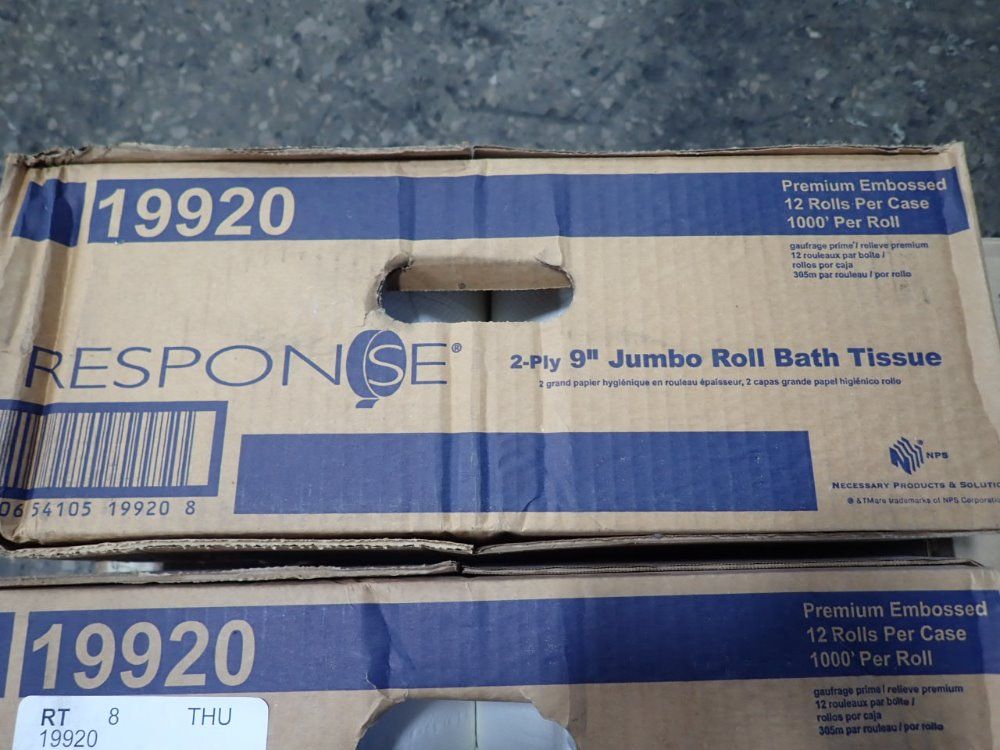 19920
Premium Embossed
12 Rolls Per Case
1000' Per Roll
gaufrage prime / relieve premium
12 rouleaux par boîte /
rollos por caja
305m par rouleau / por rollo
RESPONSE®
2-Ply 9" Jumbo Roll Bath Tissue
2 grand papier hygiénique en rouleau épaisseur, 2 capas grande papel higiénico rollo
0 54105 19920 8
NPS
NECESSARY PRODUCTS & SOLUTIO
® & TM are trademarks of NPS Corporatio
19920
Premium Embossed
12 Rolls Per Case
1000' Per Roll
gaufrage prime / relieve premium
12 rouleaux par boîte /
rollos por caja
305m par rouleau / por rollo
RT 8 THU
19920